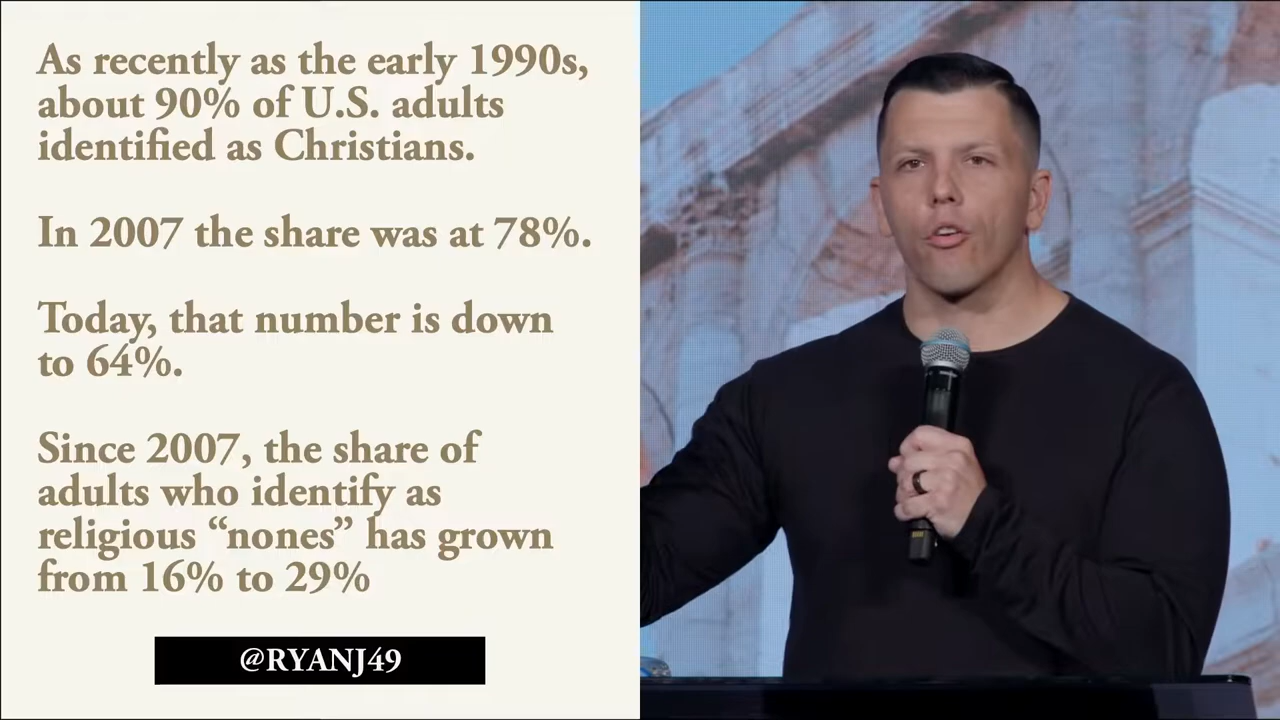 As recently as the early 1990s,
about 90% of U.S. adults
identified as Christians.
In 2007 the share was at 78%.
Today, that number is down
to 64%.
Since 2007, the share of
adults who identify as
religious “nones” has grown
from 16% to 29%
@RYANJ49